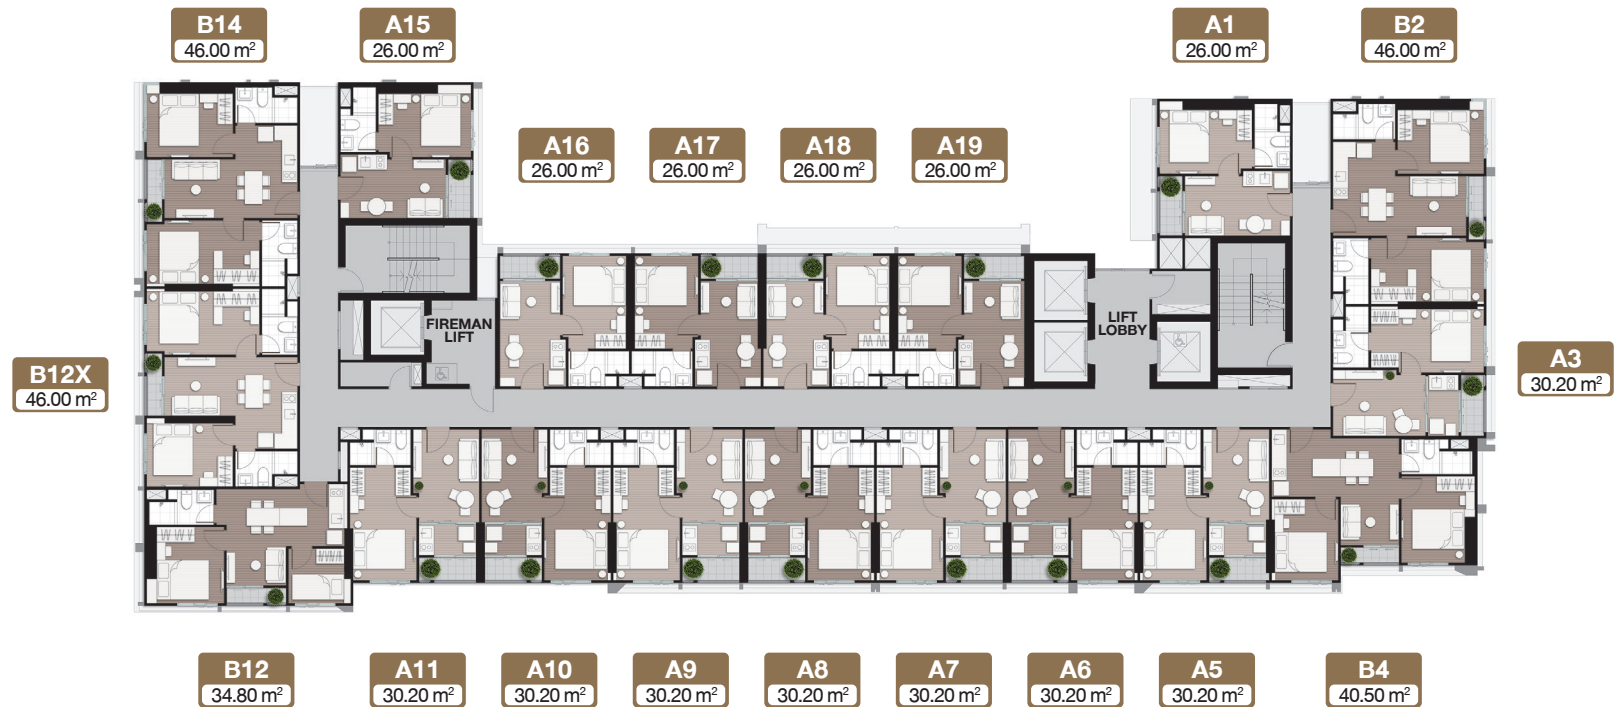 B14
46.00 m²
A15
26.00 m²
A1
26.00 m²
B2
46.00 m²
A16
26.00 m²
A17
26.00 m²
A18
26.00 m²
A19
26.00 m²
FIREMAN
LIFT
LIFT
LOBBY
B12X
46.00 m²
A3
30.20 m²
B12
34.80 m²
A11
30.20 m²
A10
30.20 m²
A9
30.20 m²
A8
30.20 m²
A7
30.20 m²
A6
30.20 m²
A5
30.20 m²
B4
40.50 m²